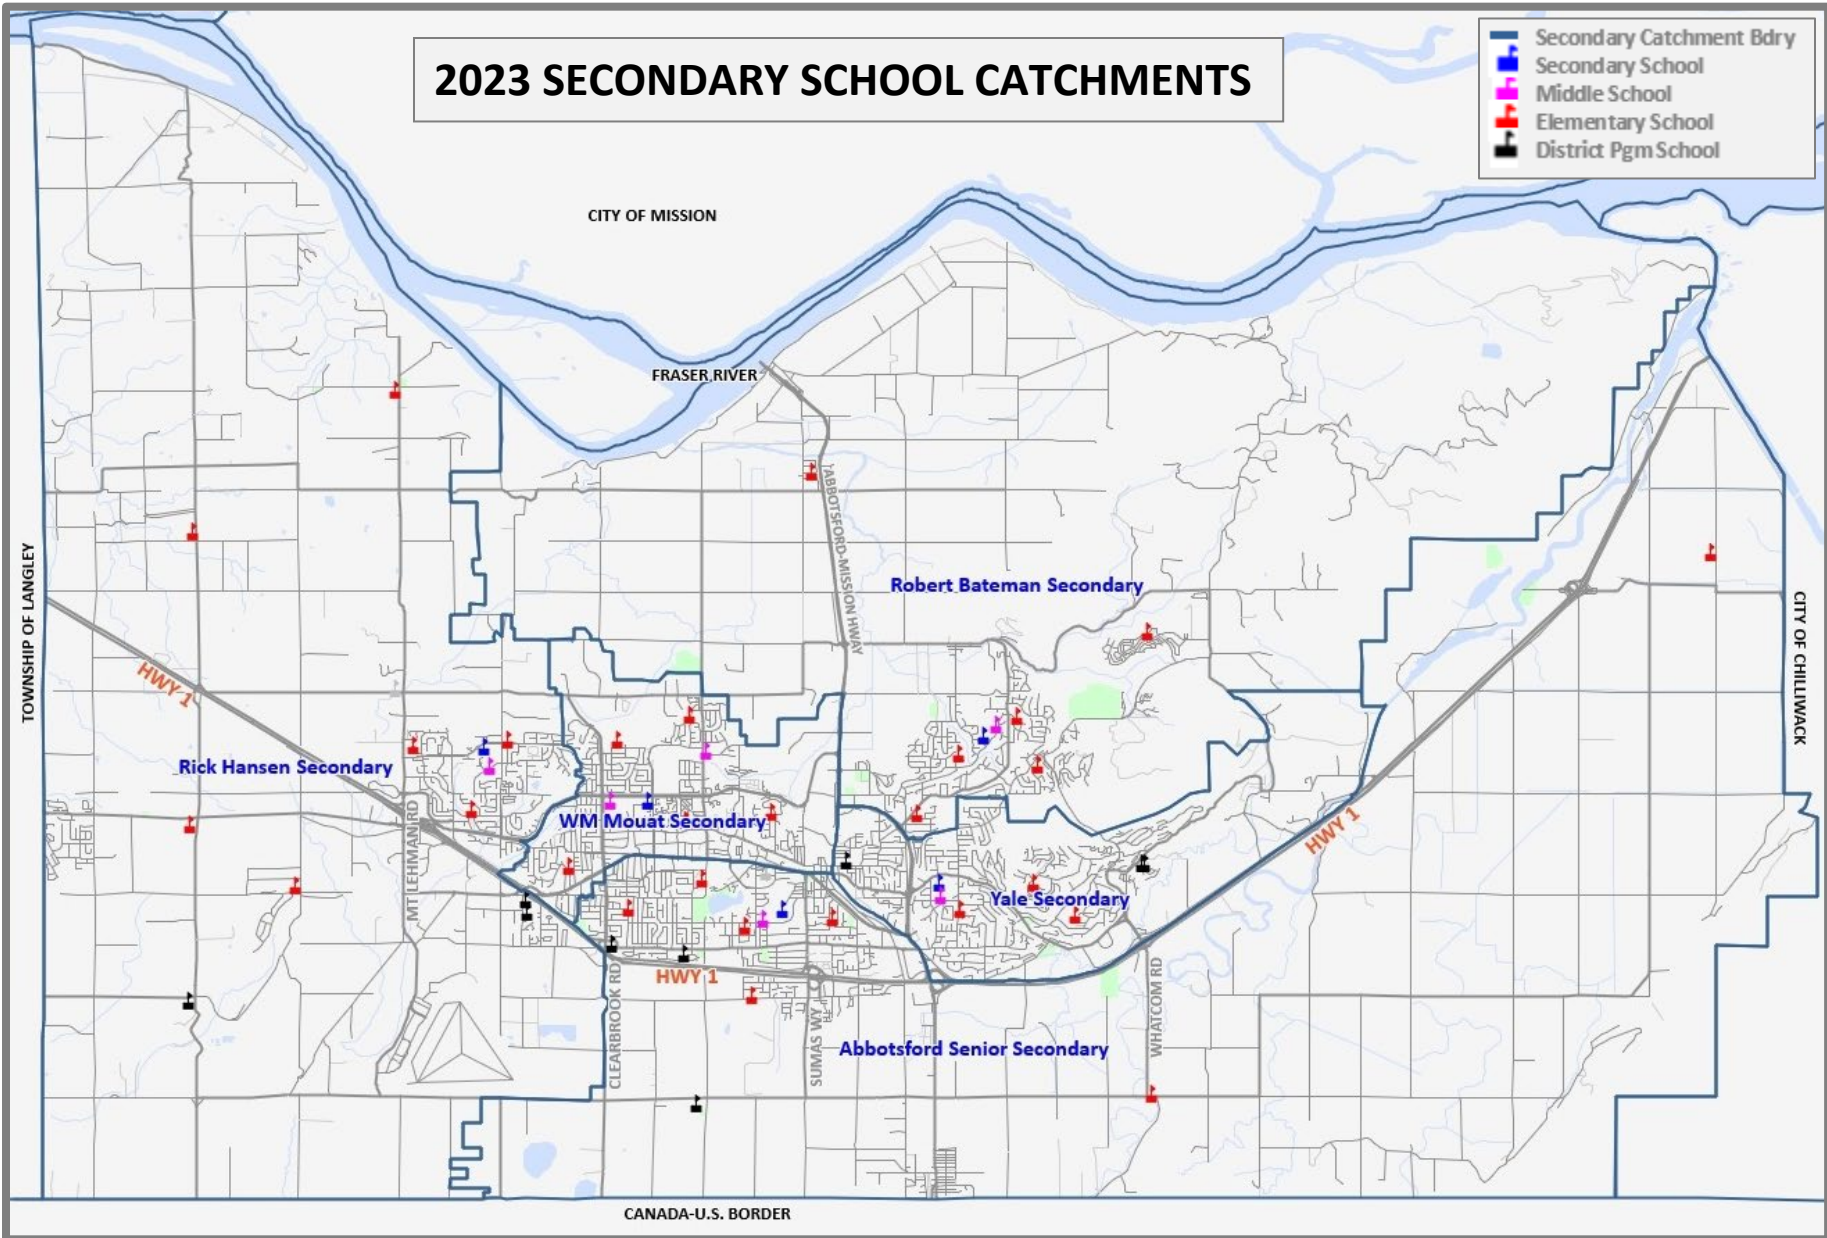 2023 SECONDARY SCHOOL CATCHMENTS
Secondary Catchment Bdry
Secondary School
Middle School
Elementary School
District Pgm School
CITY OF MISSION
FRASER RIVER
ABBOTSFORD-MISSION HWAY
TOWNSHIP OF LANGLEY
Robert Bateman Secondary
CITY OF CHILLIWACK
HWY 1
Rick Hansen Secondary
MT LEHMAN RD
WM Mouat Secondary
HWY 1
Yale Secondary
HWY 1
CLEARBROOK RD
SUMAS WY
WHATCOM RD
Abbotsford Senior Secondary
CANADA-U.S. BORDER